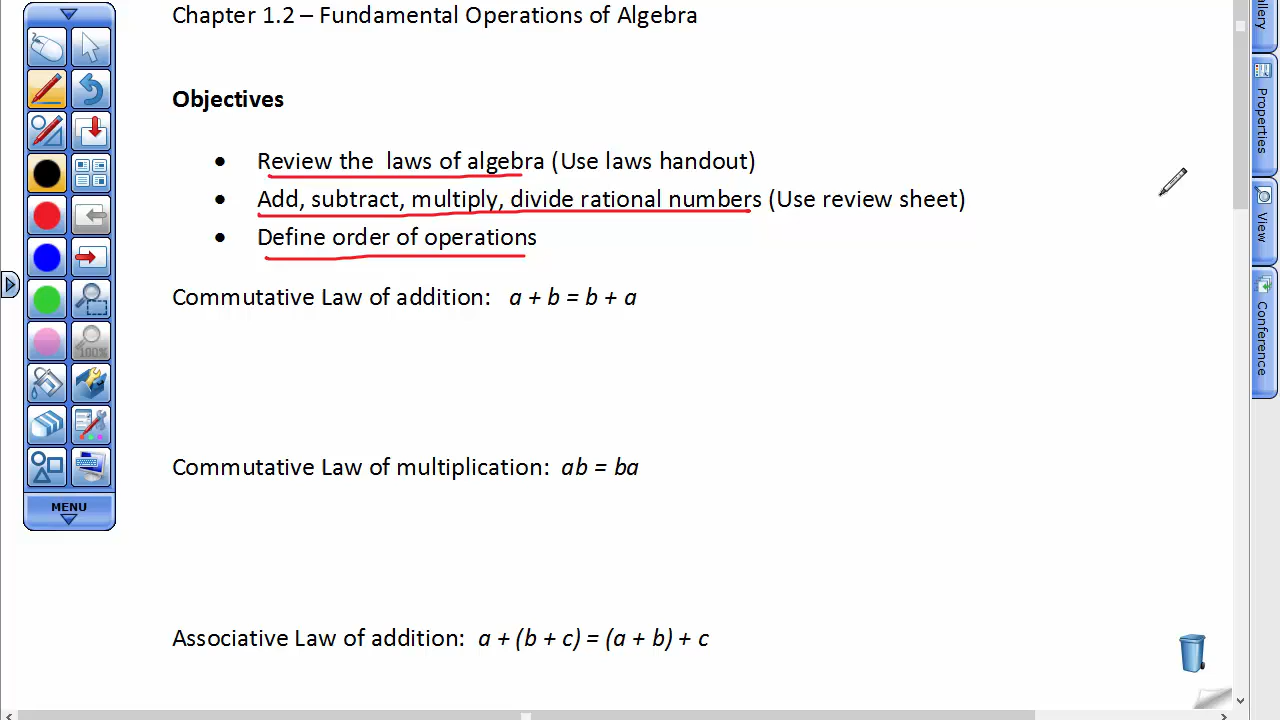 Chapter 1.2 – Fundamental Operations of Algebra
Objectives
• Review the laws of algebra (Use laws handout)
• Add, subtract, multiply, divide rational numbers (Use review sheet)
• Define order of operations
Commutative Law of addition: a + b = b + a
Commutative Law of multiplication: ab = ba
Associative Law of addition: a + (b + c) = (a + b) + c
100%
MENU
Properties
View
Conference